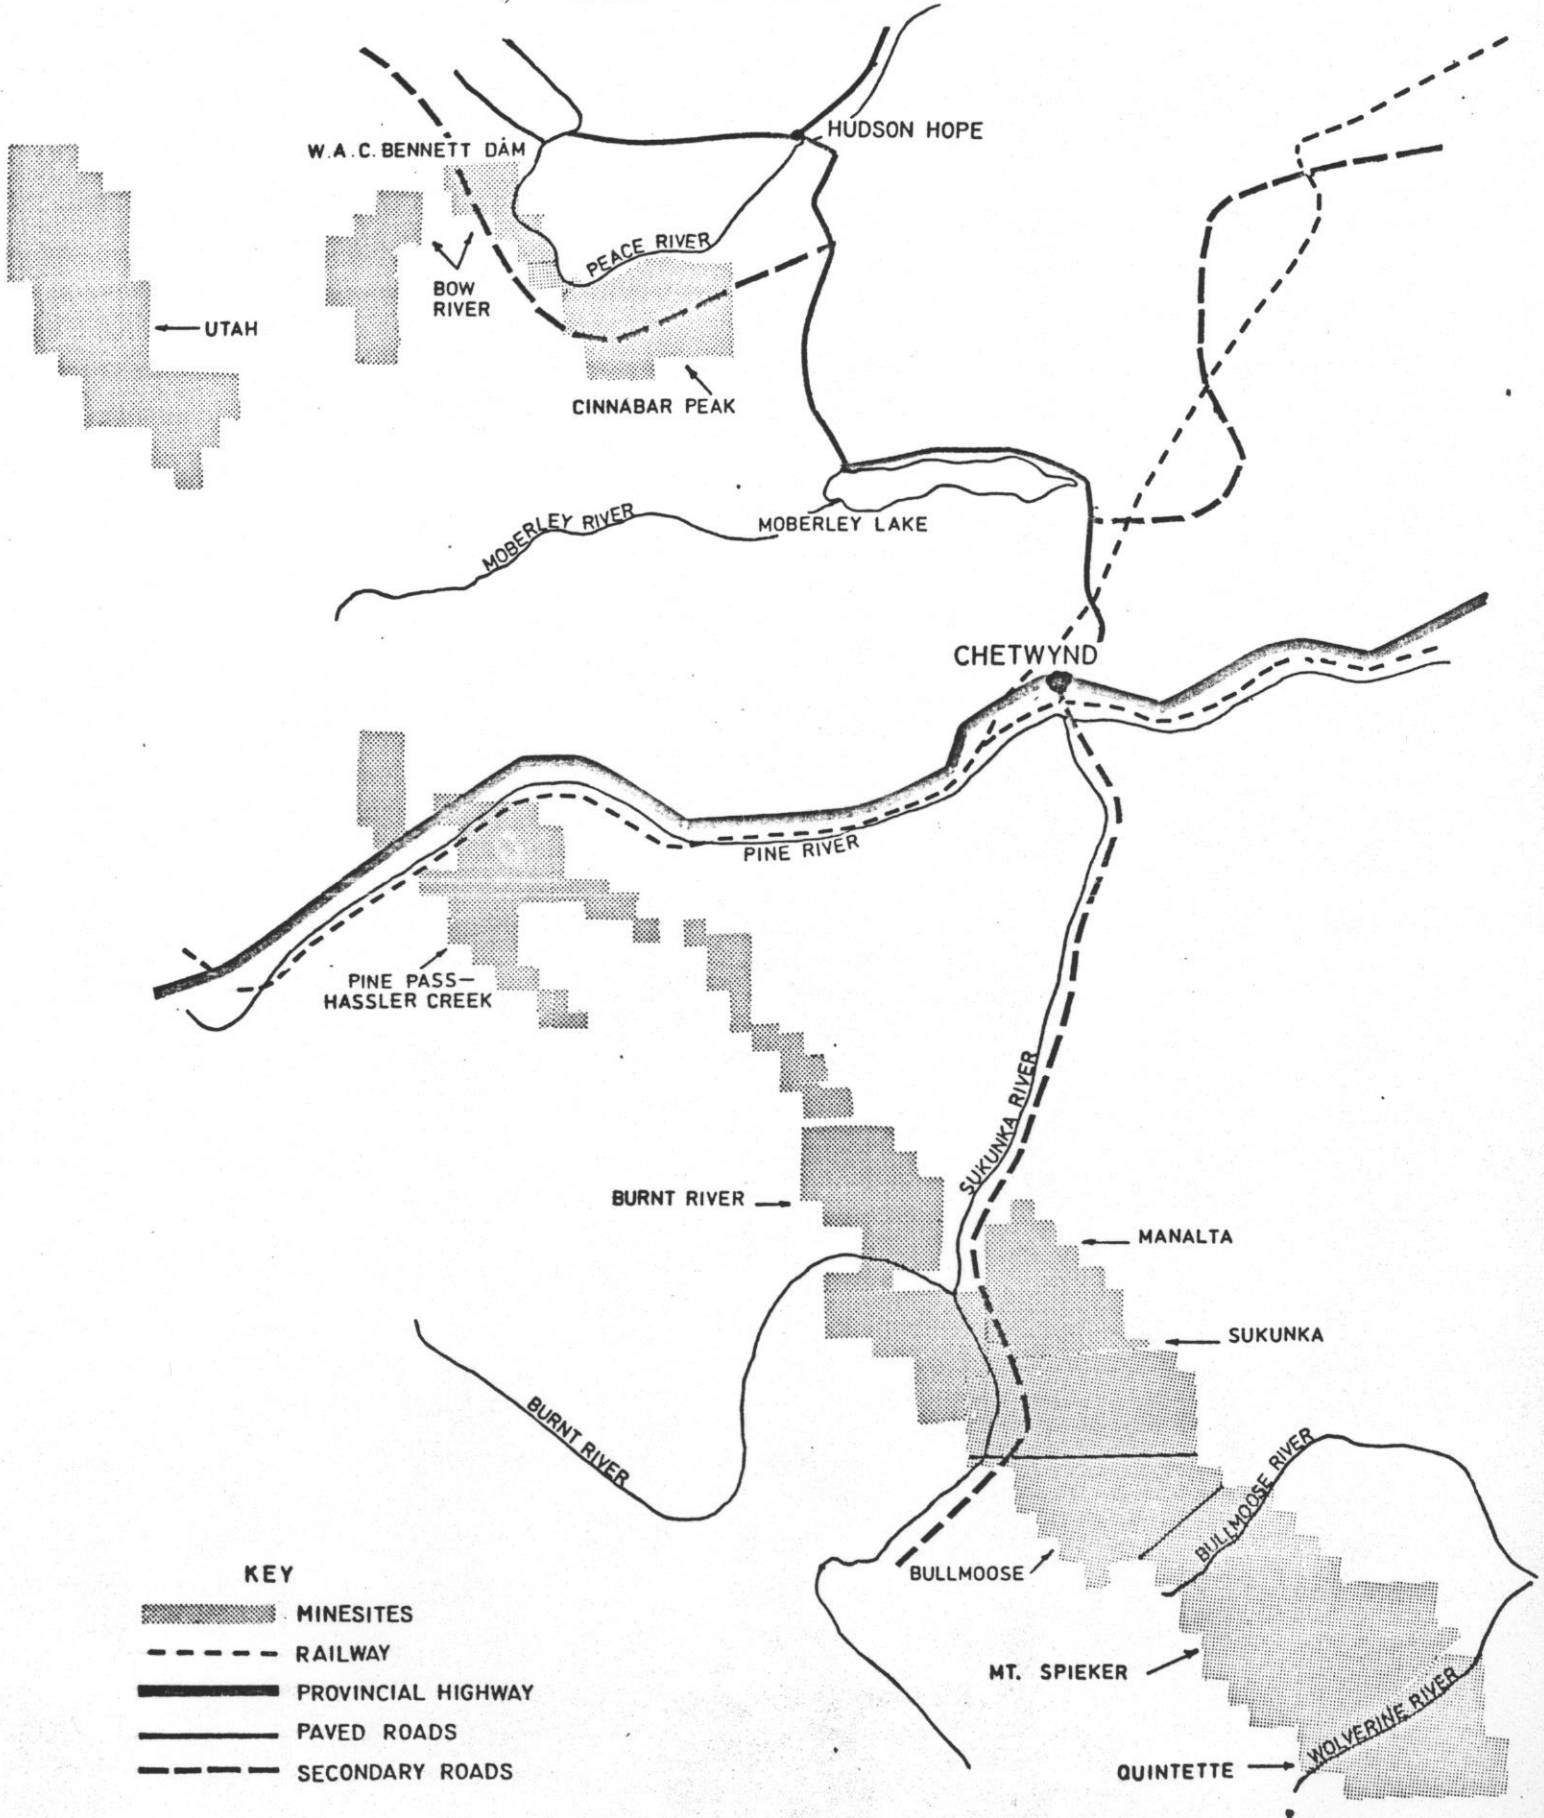 HUDSON HOPE
W.A.C. BENNETT DAM
PEACE RIVER
BOW
RIVER
UTAH
CINNABAR PEAK
MOBERLEY RIVER
MOBERLEY LAKE
CHETWYND
PINE RIVER
PINE PASS—
HASSLER CREEK
SUKUNKA RIVER
BURNT RIVER
MANALTA
SUKUNKA
BURNT RIVER
BULLMOOSE RIVER
BULLMOOSE
MT. SPIEKER
WOLVERINE RIVER
QUINTETTE
KEY
MINESITES
RAILWAY
PROVINCIAL HIGHWAY
PAVED ROADS
SECONDARY ROADS